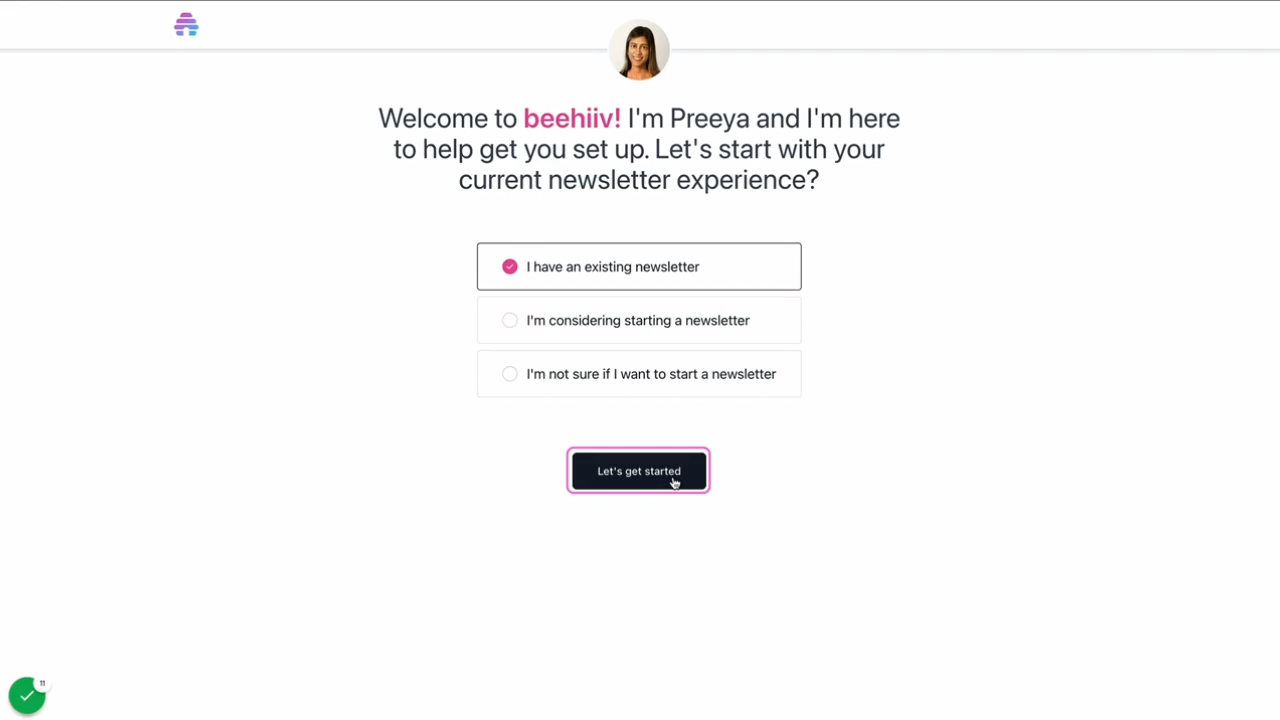 Welcome to beehiiv! I'm Preeya and I'm here
to help get you set up. Let's start with your
current newsletter experience?
I have an existing newsletter
I'm considering starting a newsletter
I'm not sure if I want to start a newsletter
Let's get started
11